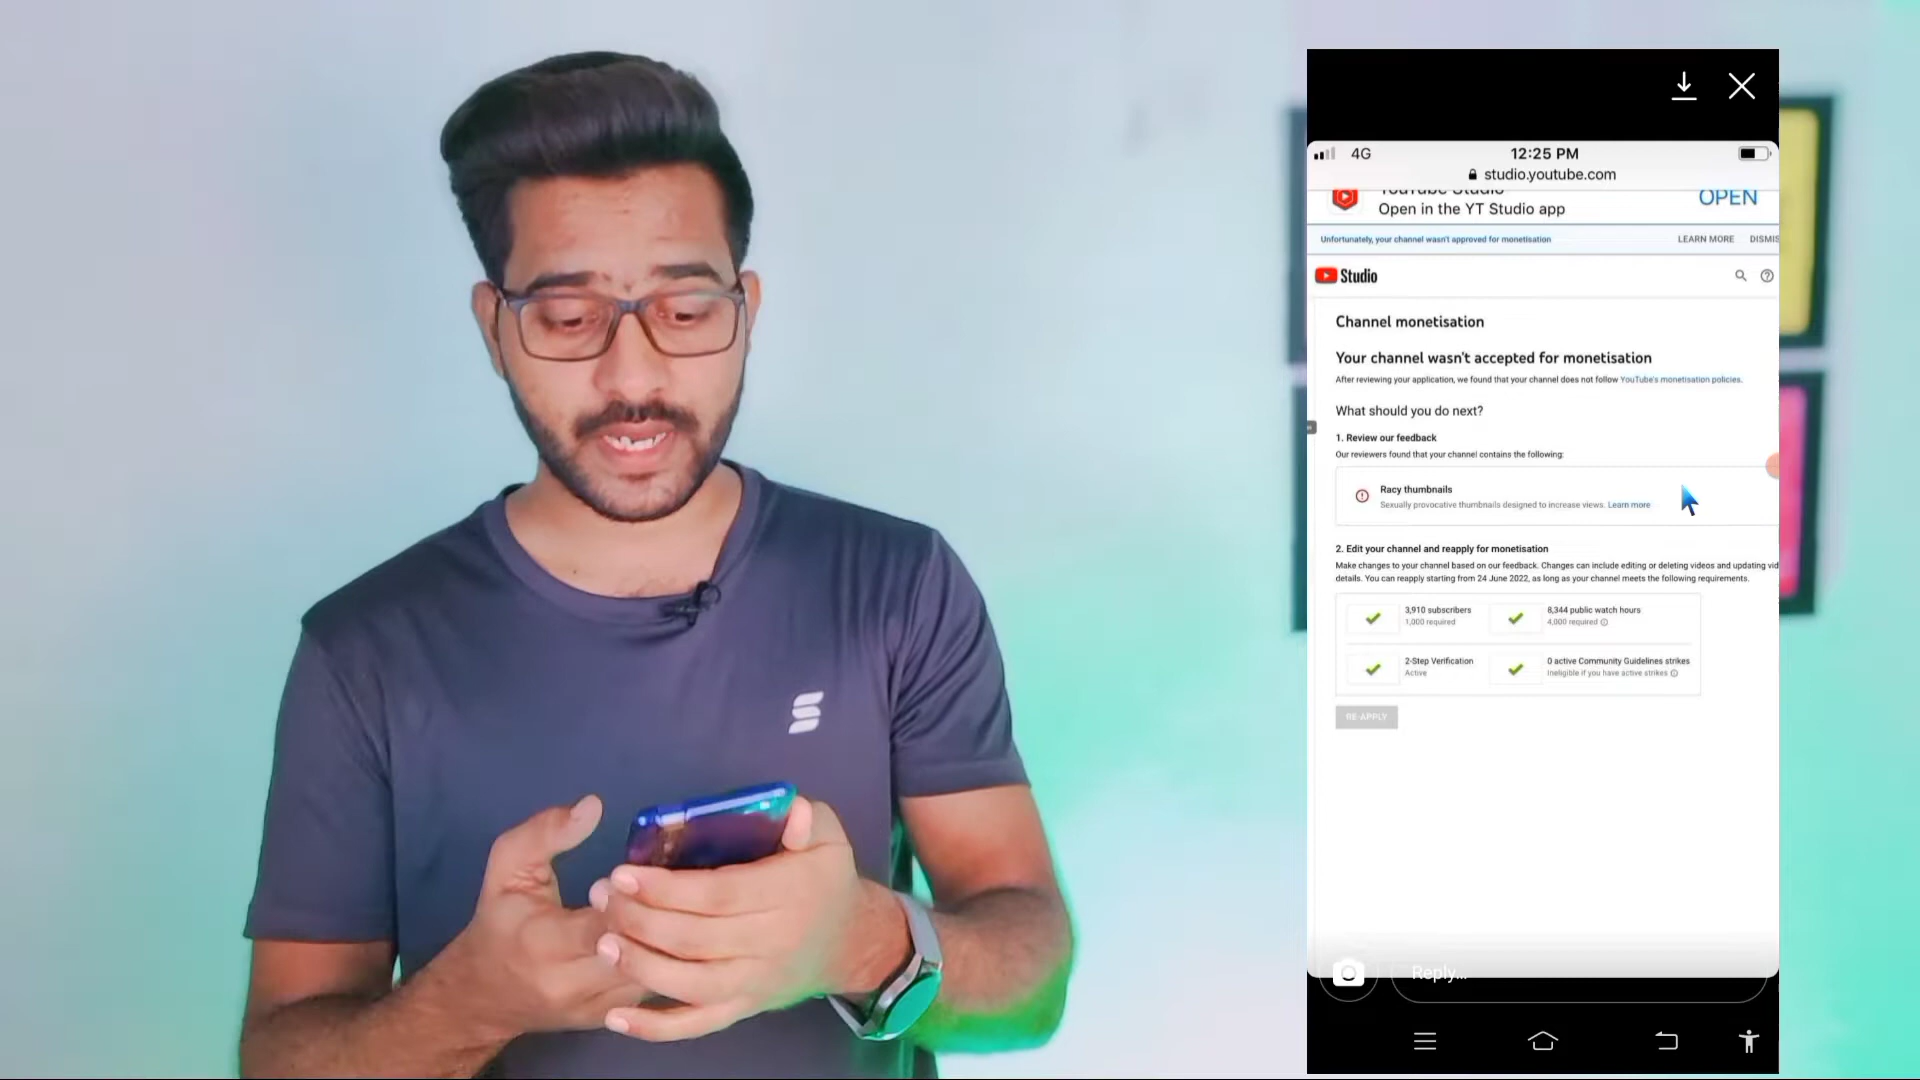 4G
12:25 PM
studio.youtube.com
YouTube Studio
Open in the YT Studio app
OPEN
Unfortunately, your channel wasn't approved for monetisation
LEARN MORE
DISMIS
Studio
Channel monetisation
Your channel wasn't accepted for monetisation
After reviewing your application, we found that your channel does not follow YouTube's monetisation policies.
What should you do next?
1. Review our feedback
Our reviewers found that your channel contains the following:
Racy thumbnails
Sexually provocative thumbnails designed to increase views. Learn more
2. Edit your channel and reapply for monetisation
Make changes to your channel based on our feedback. Changes can include editing or deleting videos and updating vid
details. You can reapply starting from 24 June 2022, as long as your channel meets the following requirements.
3,910 subscribers
1,000 required
8,344 public watch hours
4,000 required
2-Step Verification
Active
0 active Community Guidelines strikes
Ineligible if you have active strikes
RE-APPLY
Reply...